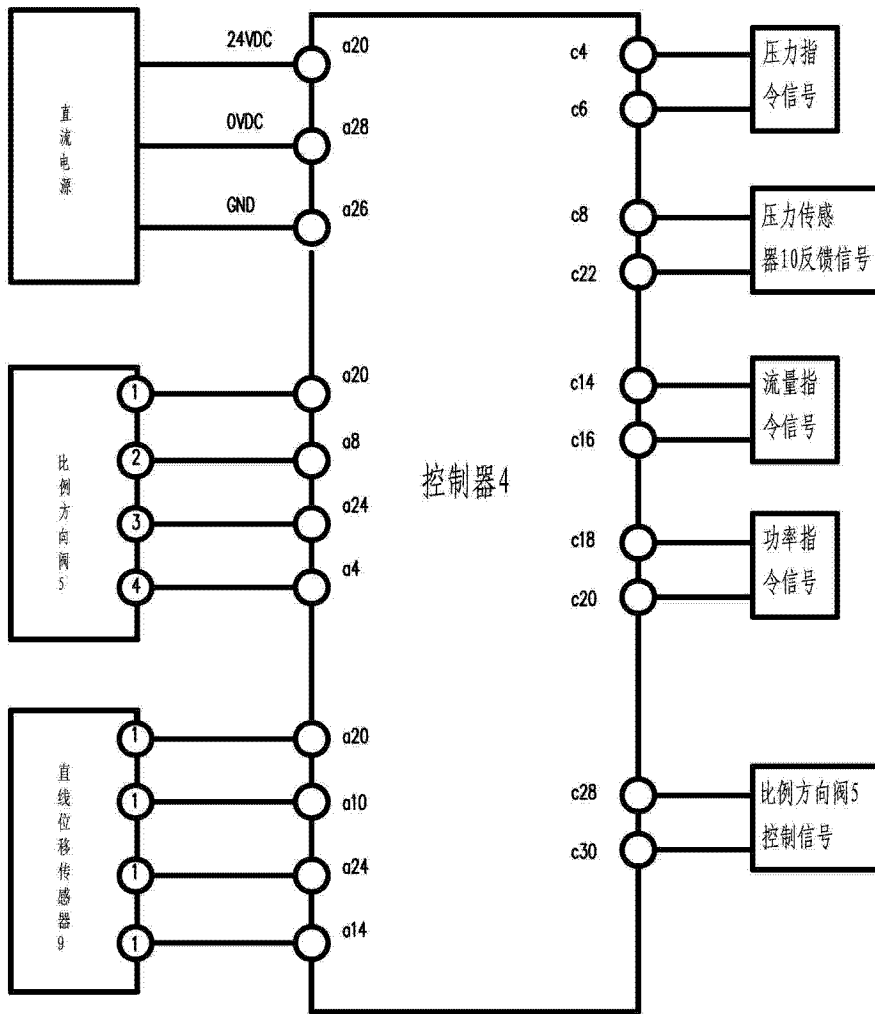 直流电源
24VDC
a20
0VDC
a28
GND
a26
比例方向阀5
1
a20
2
a8
3
a24
4
a4
直线位移传感器9
1
a20
1
a10
1
a24
1
a14
控制器4
c4
c6
压力指
令信号
c8
c22
压力传感
器10反馈信号
c14
c16
流量指
令信号
c18
c20
功率指
令信号
c28
c30
比例方向阀5
控制信号